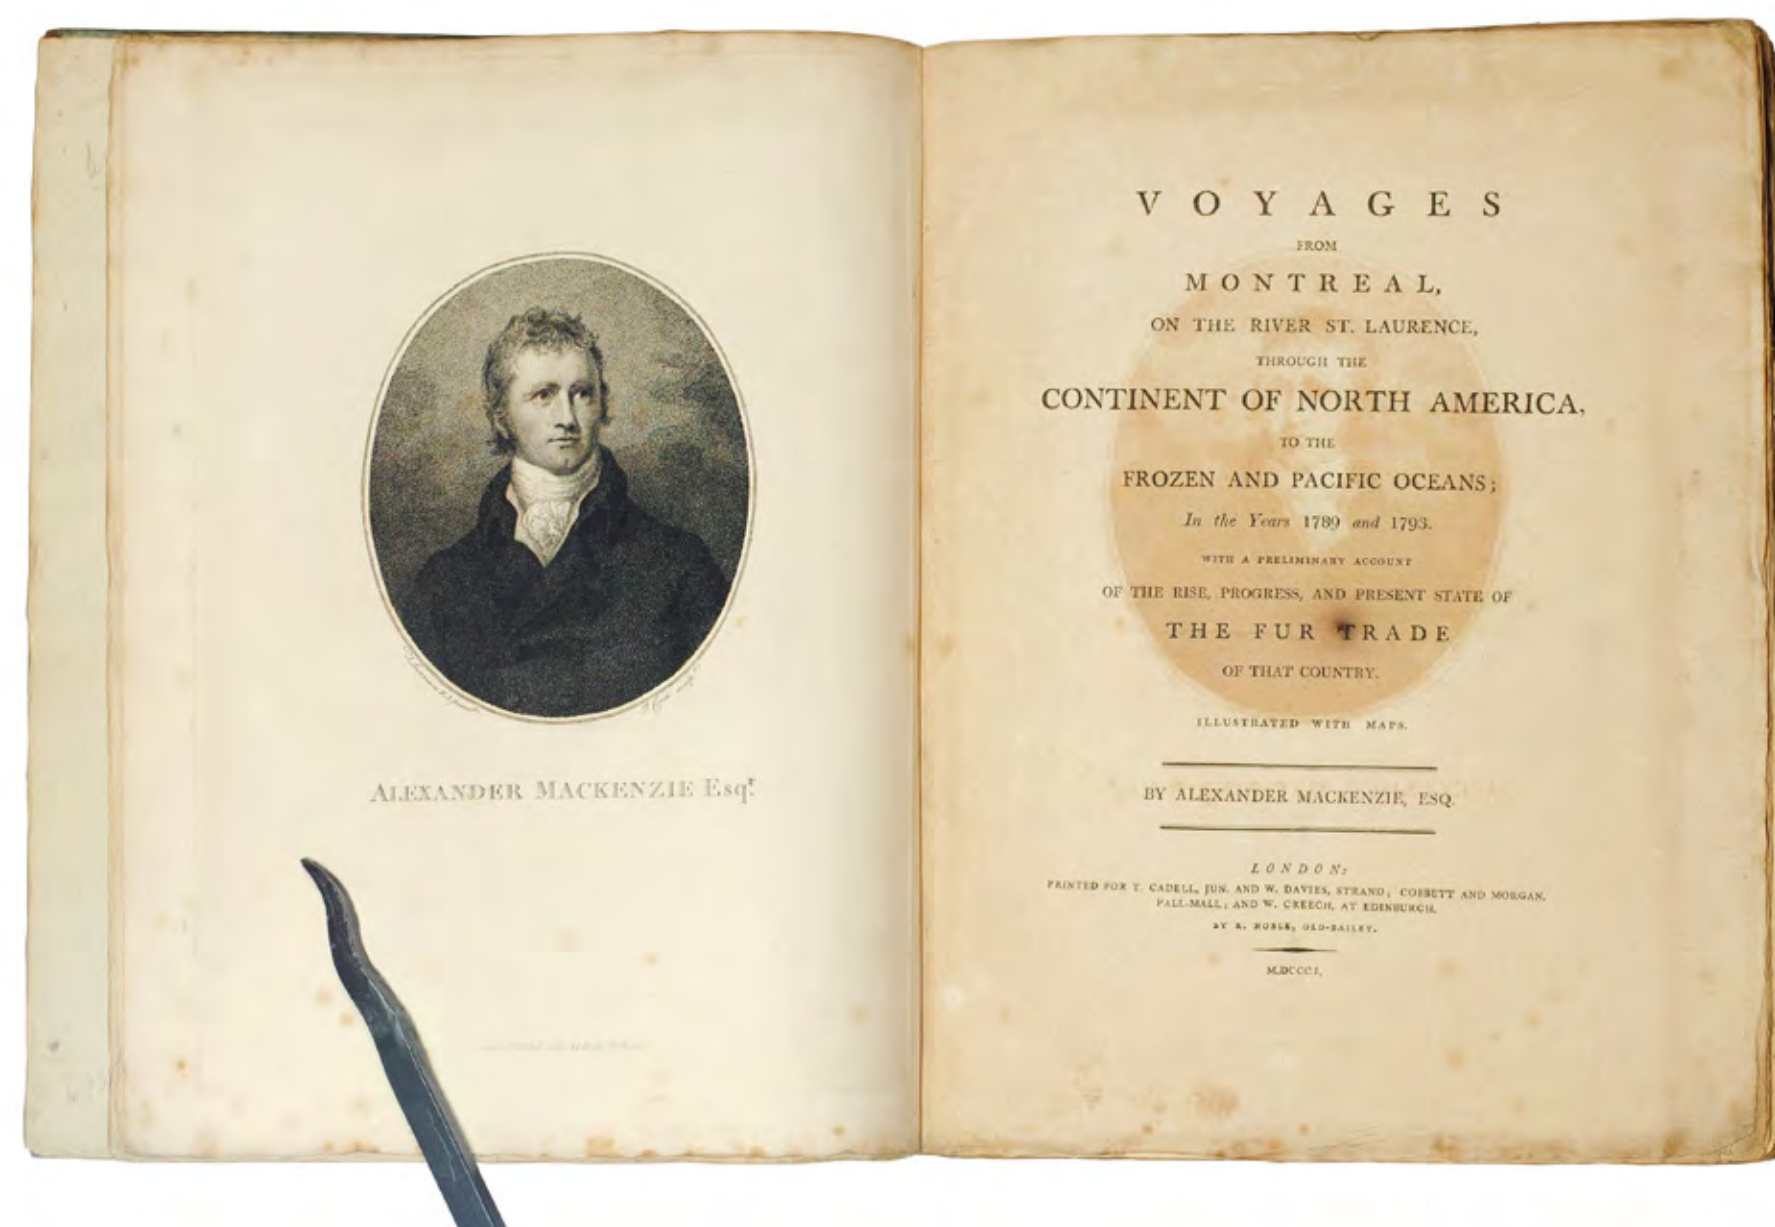 ALEXANDER MACKENZIE Esqr.
VOYAGES
FROM
MONTREAL,
ON THE RIVER ST. LAURENCE,
THROUGH THE
CONTINENT OF NORTH AMERICA,
TO THE
FROZEN AND PACIFIC OCEANS;
In the Years 1789 and 1793.
WITH A PRELIMINARY ACCOUNT
OF THE RISE, PROGRESS, AND PRESENT STATE OF
THE FUR TRADE
OF THAT COUNTRY.
ILLUSTRATED WITH MAPS.
BY ALEXANDER MACKENZIE, ESQ.
LONDON:
PRINTED FOR T. CADELL, JUN. AND W. DAVIES, STRAND; COBBETT AND MORGAN,
PALL-MALL; AND W. CREECH, AT EDINBURGH.
BY R. NOBLE, OLD-BAILEY.
M.DCCC.I.